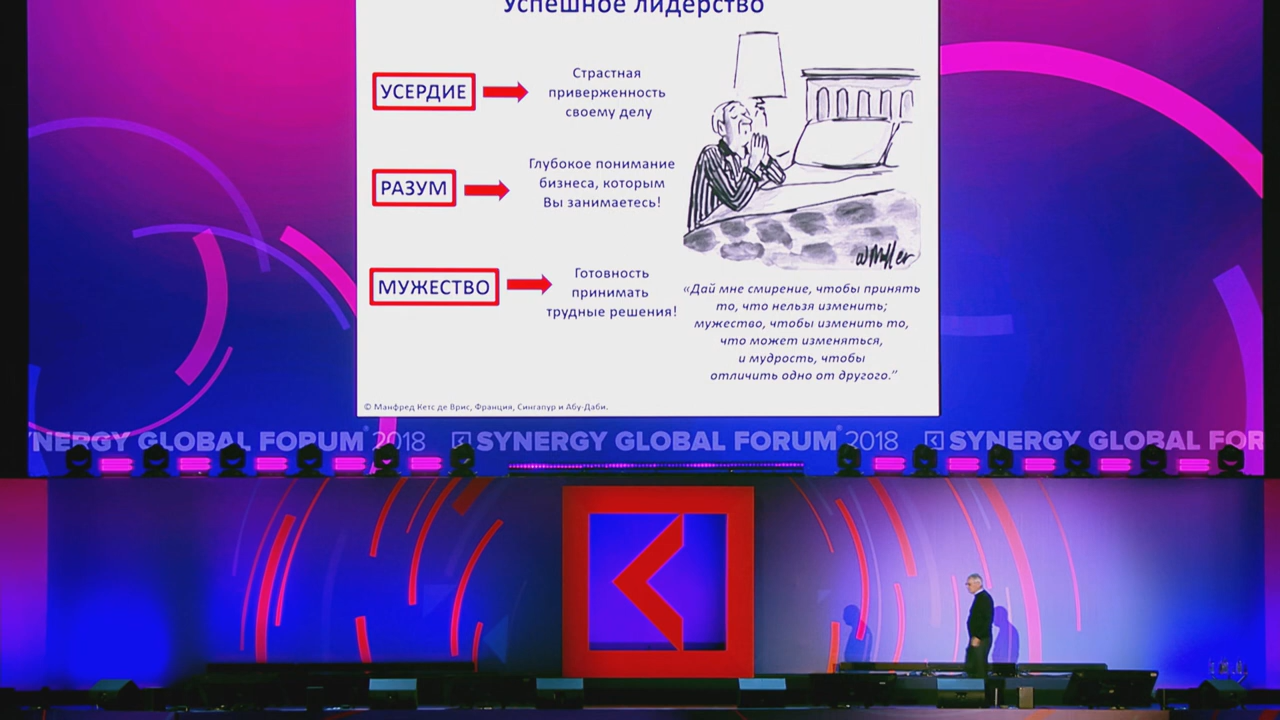 Успешное лидерство
УСЕРДИЕ
Страстная
приверженность
своему делу
РАЗУМ
Глубокое понимание
бизнеса, которым
Вы занимаетесь!
МУЖЕСТВО
Готовность
принимать
трудные решения!
«Дай мне смирение, чтобы принять
то, что нельзя изменить;
мужество, чтобы изменить то,
что может изменяться,
и мудрость, чтобы
отличить одно от другого.”
© Манфред Кетс де Врис, Франция, Сингапур и Абу-Даби.
YNERGY GLOBAL FORUM 2018 SYNERGY GLOBAL FORUM 2018 SYNERGY GLOBAL FOR